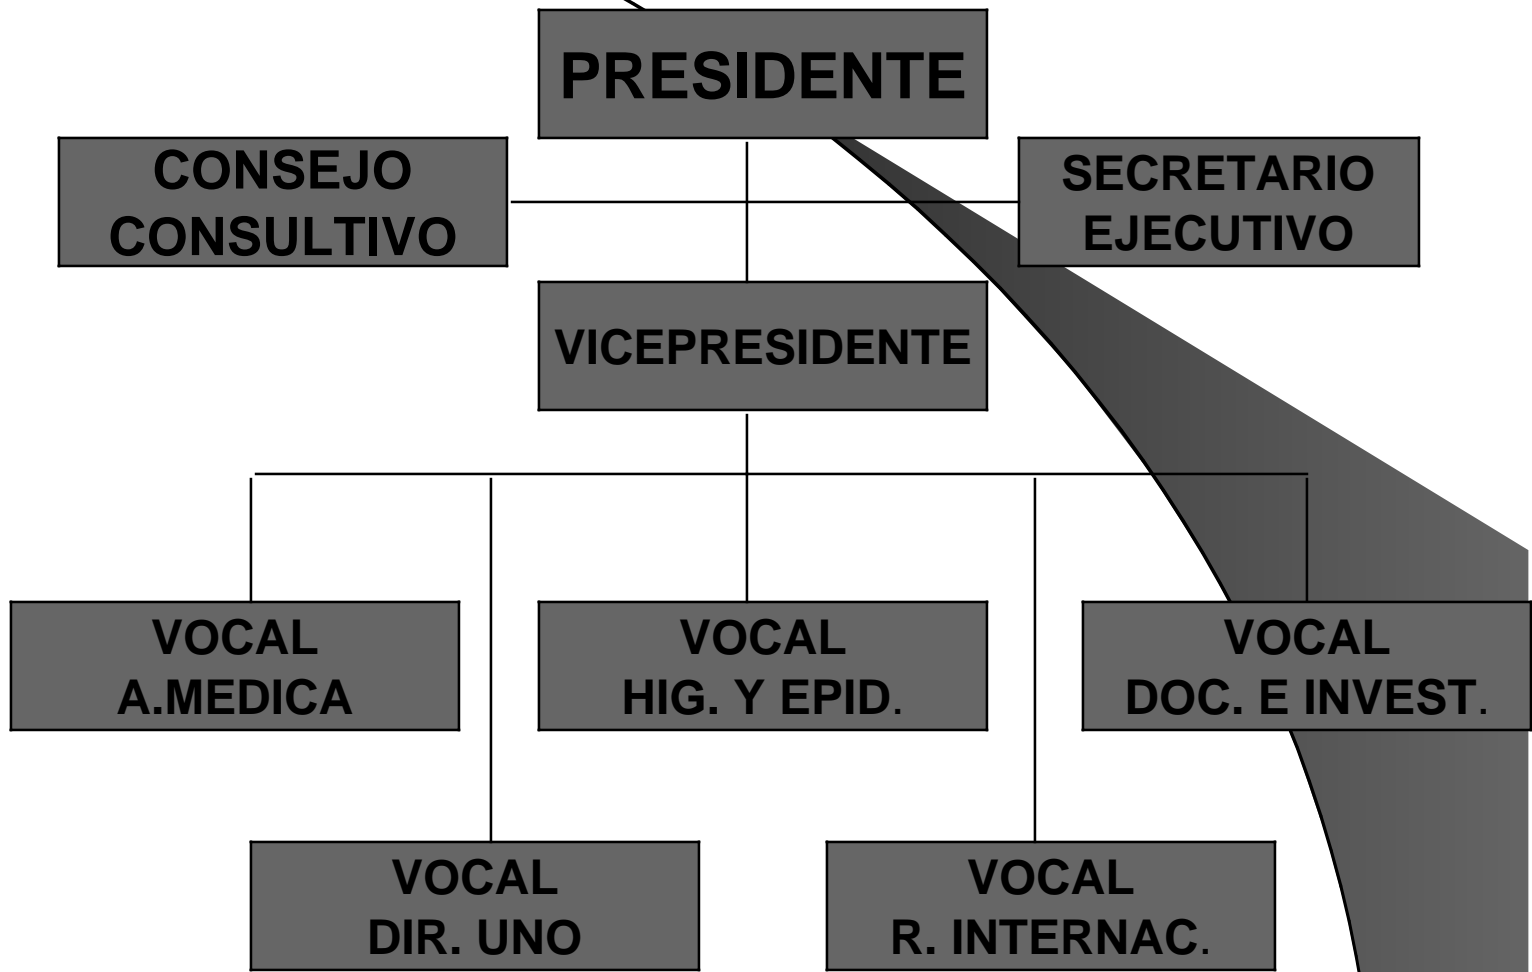 PRESIDENTE
CONSEJO
CONSULTIVO
SECRETARIO
EJECUTIVO
VICEPRESIDENTE
VOCAL
A.MEDICA
VOCAL
HIG. Y EPID.
VOCAL
DOC. E INVEST.
VOCAL
DIR. UNO
VOCAL
R. INTERNAC.